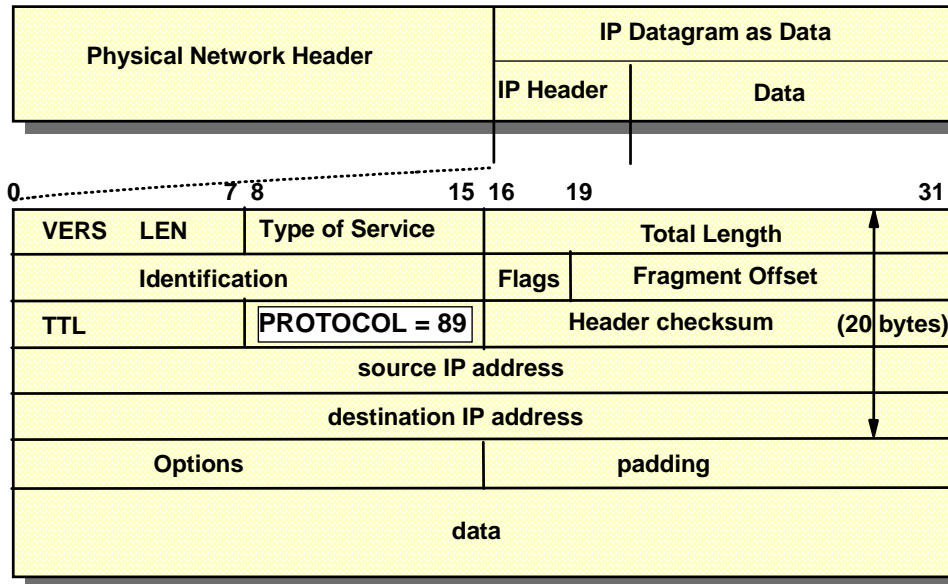 Physical Network Header
IP Datagram as Data
IP Header Data
0 7 8 15 16 19 31
VERS LEN Type of Service Total Length
Identification Flags Fragment Offset
TTL PROTOCOL = 89 Header checksum (20 bytes)
source IP address
destination IP address
Options padding
data